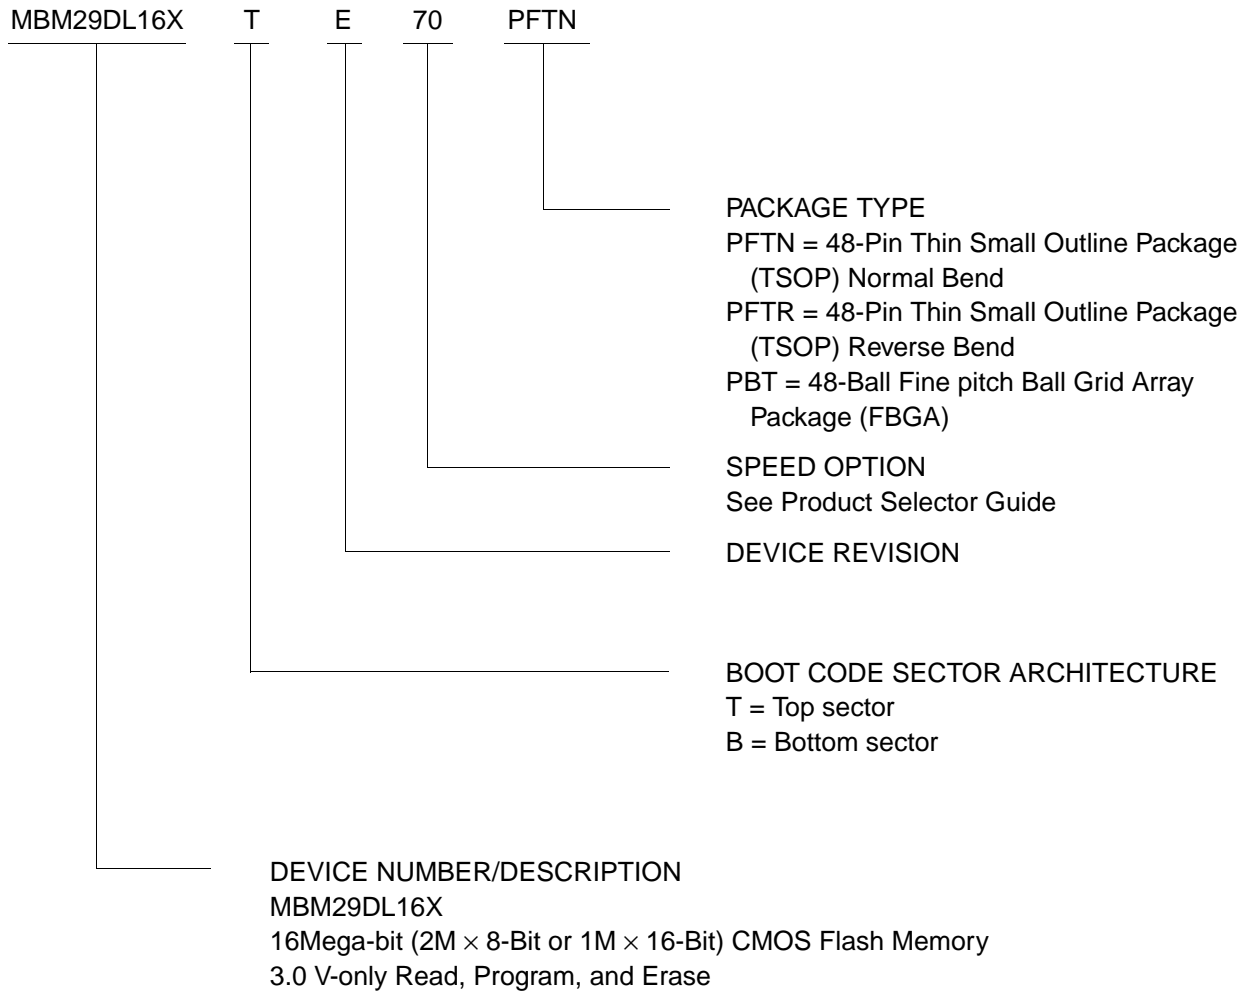 MBM29DL16X T E 70 PFTN
PACKAGE TYPE
PFTN = 48-Pin Thin Small Outline Package
(TSOP) Normal Bend
PFTR = 48-Pin Thin Small Outline Package
(TSOP) Reverse Bend
PBT = 48-Ball Fine pitch Ball Grid Array
Package (FBGA)
SPEED OPTION
See Product Selector Guide
DEVICE REVISION
BOOT CODE SECTOR ARCHITECTURE
T = Top sector
B = Bottom sector
DEVICE NUMBER/DESCRIPTION
MBM29DL16X
16Mega-bit (2M × 8-Bit or 1M × 16-Bit) CMOS Flash Memory
3.0 V-only Read, Program, and Erase